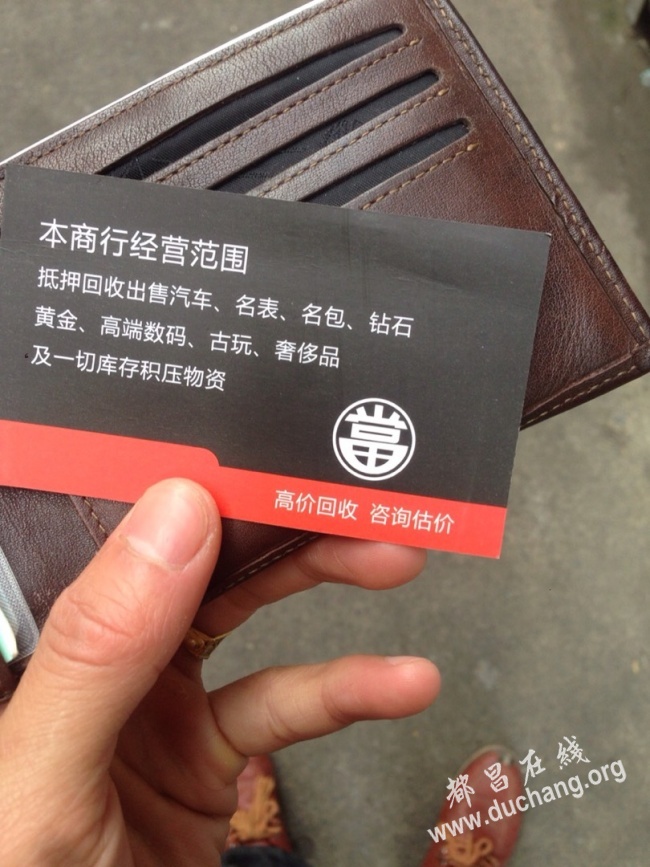 本商行经营范围
抵押回收出售汽车、名表、名包、钻石
黄金、高端数码、古玩、奢侈品
及一切库存积压物资
當
高价回收 咨询估价
都昌在线
www.duchang.org